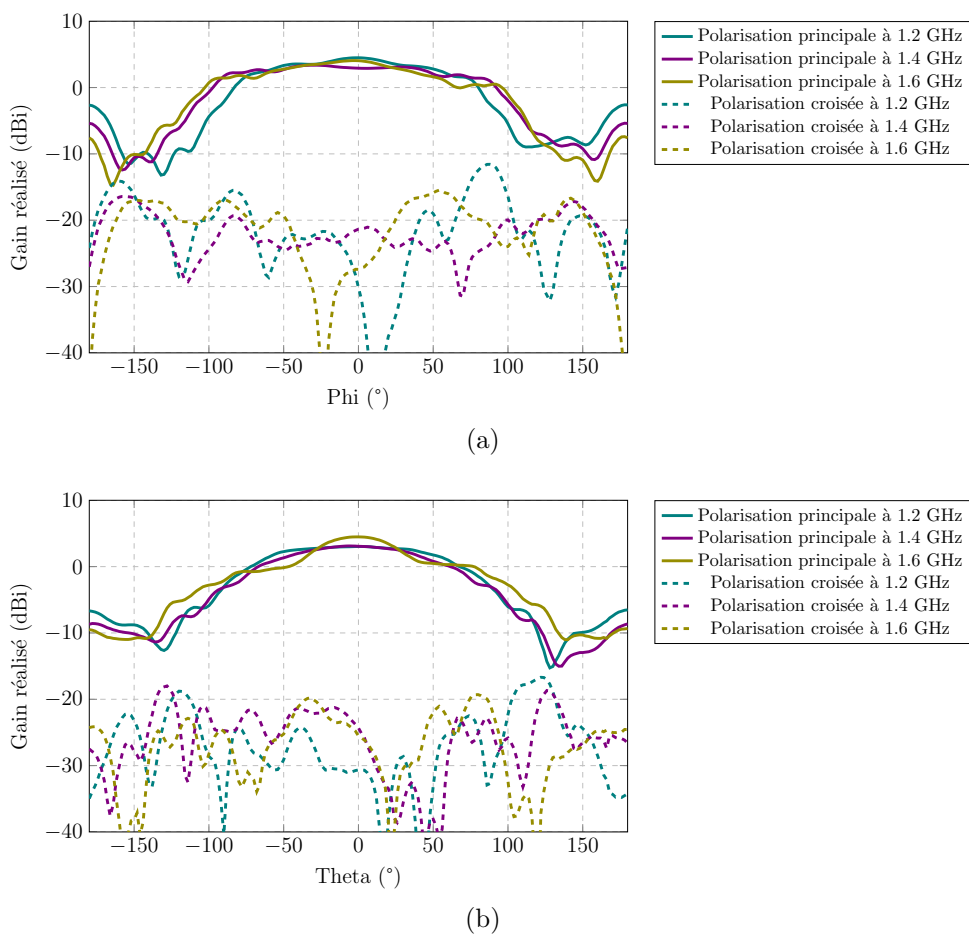 10
0
−10
−20
−30
−40
Gain réalisé (dBi)
−150 −100 −50 0 50 100 150
Phi (°)
Polarisation principale à 1.2 GHz
Polarisation principale à 1.4 GHz
Polarisation principale à 1.6 GHz
Polarisation croisée à 1.2 GHz
Polarisation croisée à 1.4 GHz
Polarisation croisée à 1.6 GHz
(a)
10
0
−10
−20
−30
−40
Gain réalisé (dBi)
−150 −100 −50 0 50 100 150
Theta (°)
Polarisation principale à 1.2 GHz
Polarisation principale à 1.4 GHz
Polarisation principale à 1.6 GHz
Polarisation croisée à 1.2 GHz
Polarisation croisée à 1.4 GHz
Polarisation croisée à 1.6 GHz
(b)